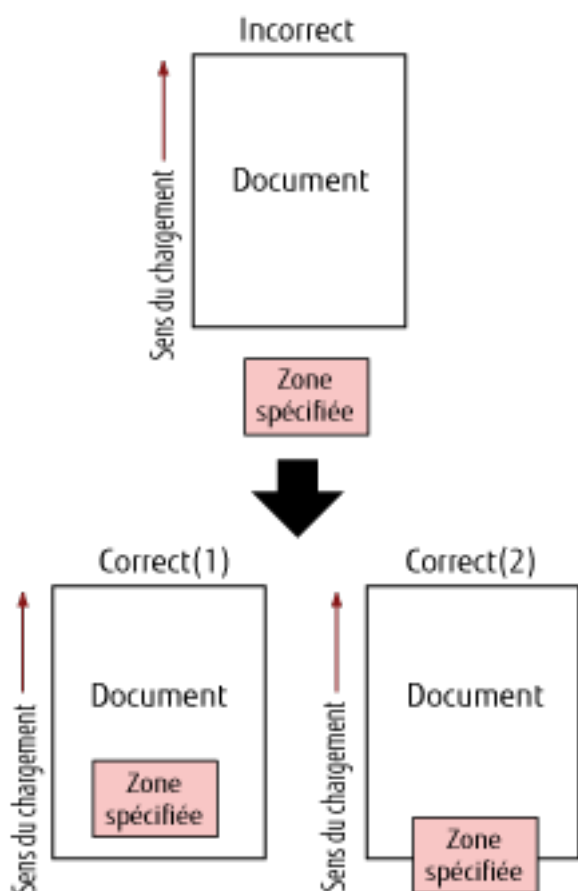 Incorrect
Sens du chargement
Document
Zone
spécifiée
Correct(1)
Correct(2)
Sens du chargement
Document
Zone
spécifiée
Sens du chargement
Document
Zone
spécifiée